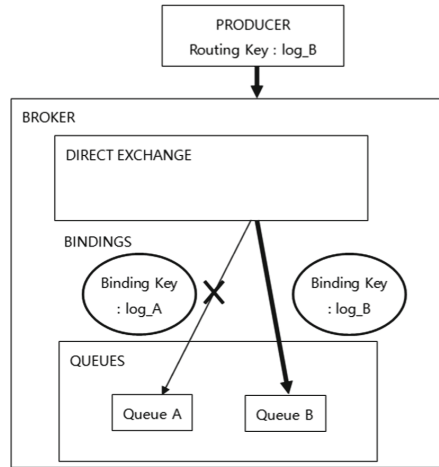 PRODUCER
Routing Key : log_B
BROKER
DIRECT EXCHANGE
BINDINGS
Binding Key
: log_A
Binding Key
: log_B
QUEUES
Queue A
Queue B